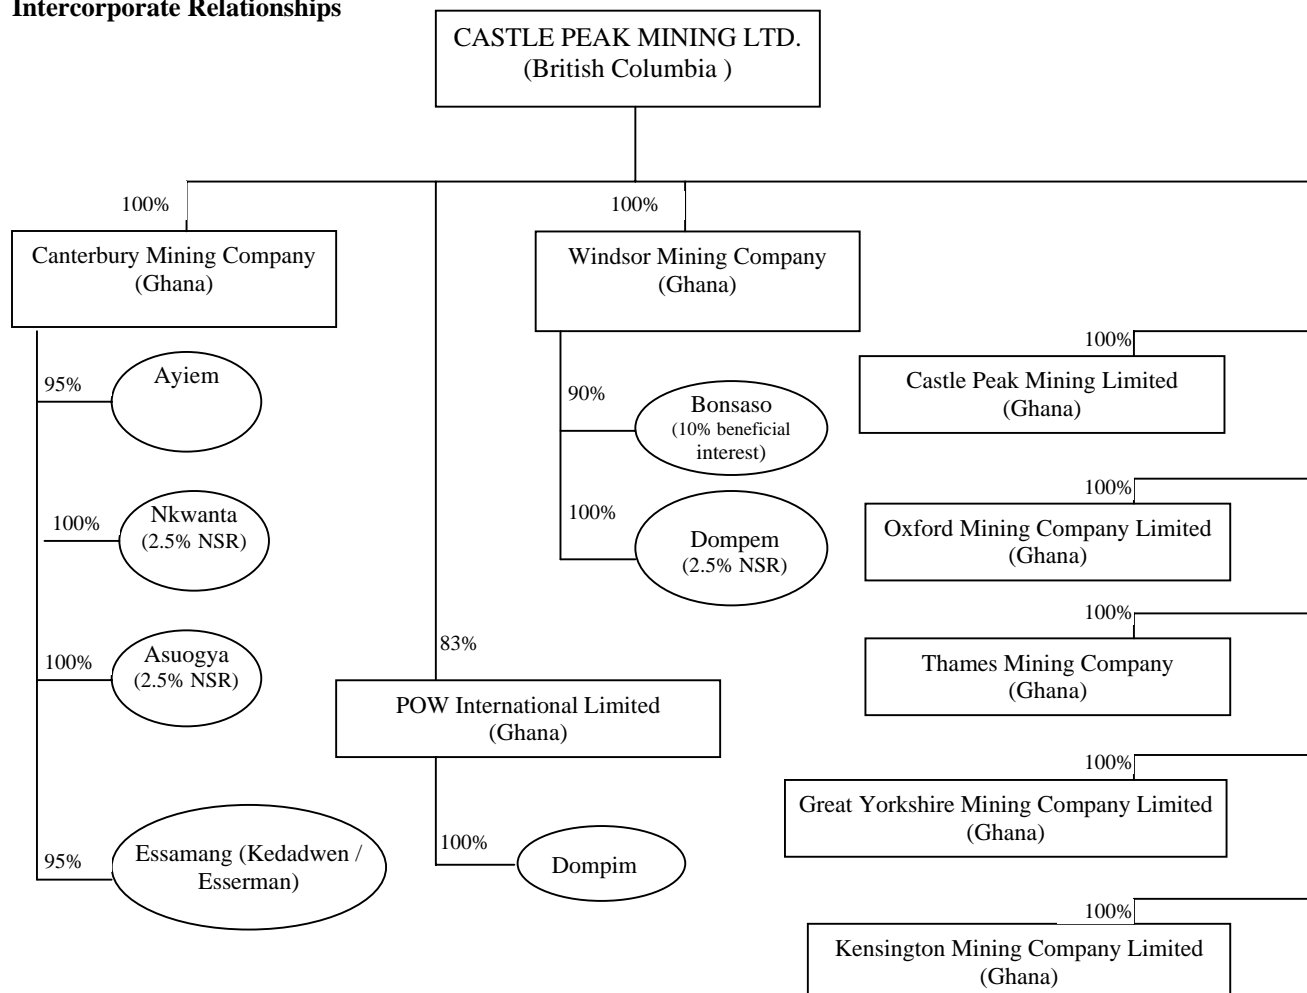 Intercorporate Relationships
CASTLE PEAK MINING LTD.
(British Columbia )
100%
Canterbury Mining Company
(Ghana)
95%
Ayiem
100%
Nkwanta
(2.5% NSR)
100%
Asuogya
(2.5% NSR)
95%
Essamang (Kedadwen /
Esserman)
83%
POW International Limited
(Ghana)
100%
Dompim
100%
Windsor Mining Company
(Ghana)
90%
Bonsaso
(10% beneficial
interest)
100%
Dompem
(2.5% NSR)
100%
Castle Peak Mining Limited
(Ghana)
100%
Oxford Mining Company Limited
(Ghana)
100%
Thames Mining Company
(Ghana)
100%
Great Yorkshire Mining Company Limited
(Ghana)
100%
Kensington Mining Company Limited
(Ghana)